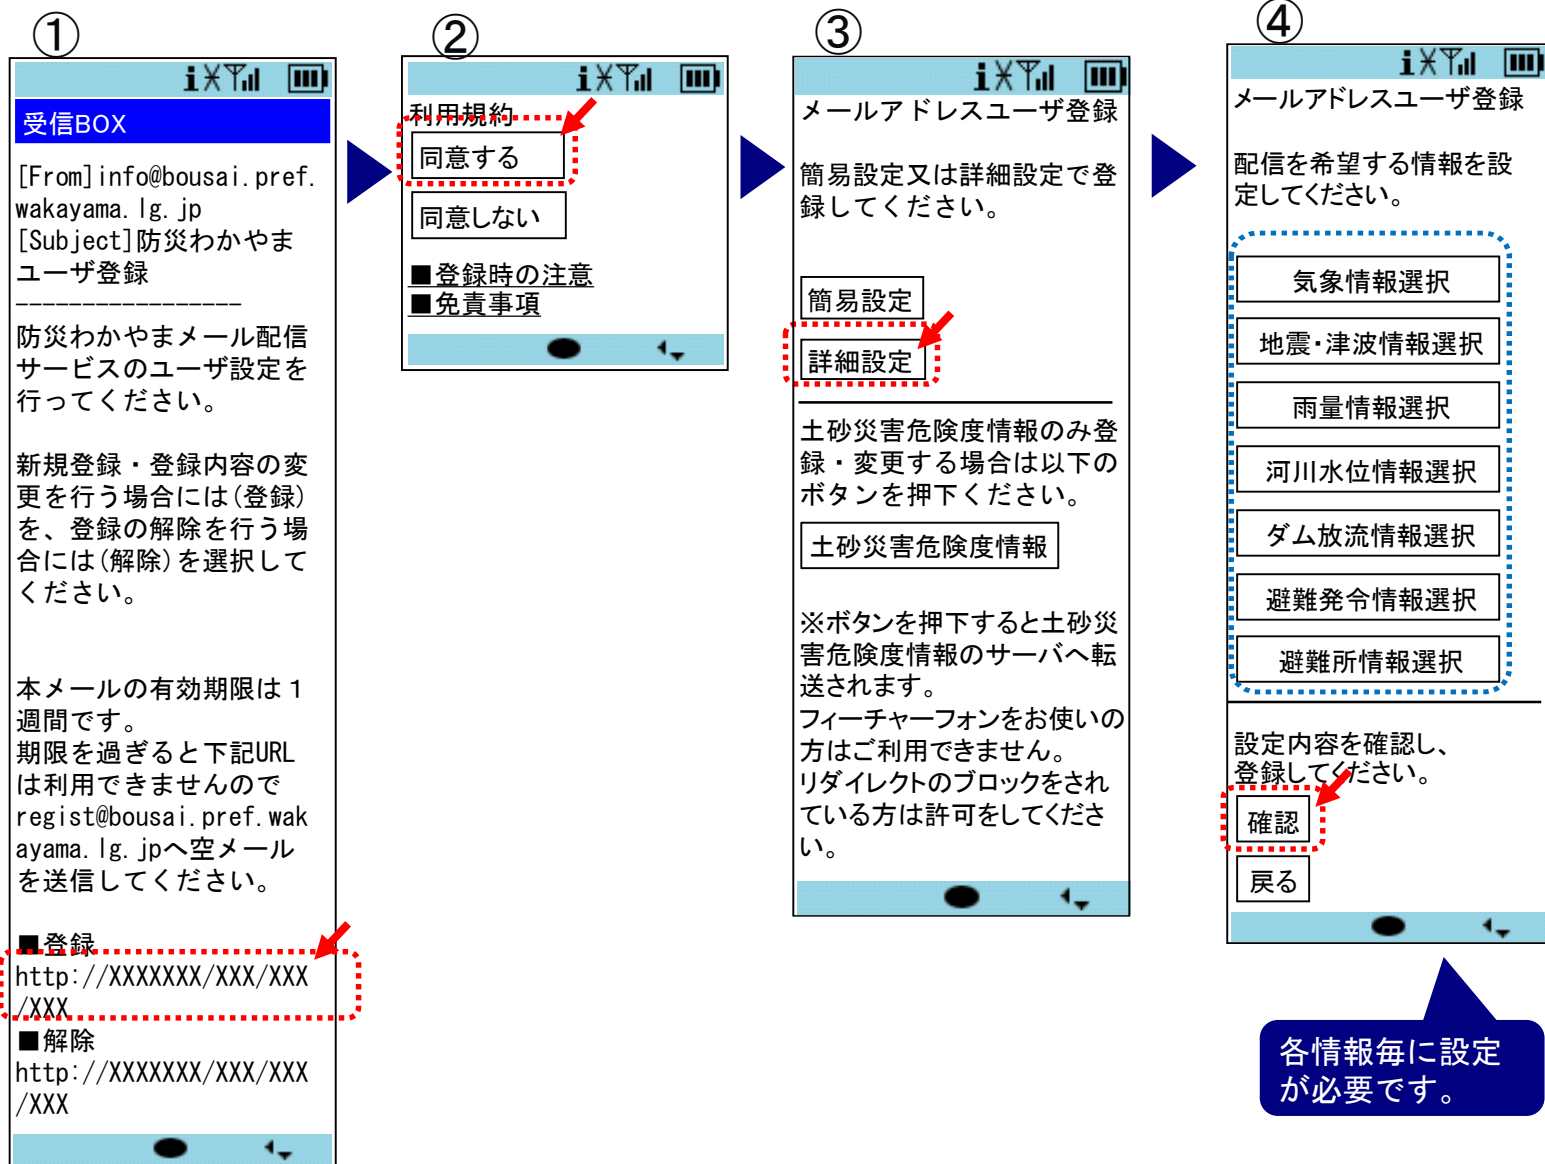 ①
受信BOX
[From]info@bousai.pref.
wakayama.lg.jp
[Subject]防災わかやま
ユーザ登録
-----------------
防災わかやまメール配信
サービスのユーザ設定を
行ってください。
新規登録・登録内容の変
更を行う場合には(登録)
を、登録の解除を行う場
合には(解除)を選択して
ください。
本メールの有効期限は１
週間です。
期限を過ぎると下記URL
は利用できませんので
regist@bousai.pref.wak
ayama.lg.jpへ空メール
を送信してください。
■登録
http://XXXXXXX/XXX/XXX
/XXX
■解除
http://XXXXXXX/XXX/XXX
/XXX
②
利用規約
同意する
同意しない
■登録時の注意
■免責事項
③
メールアドレスユーザ登録
簡易設定又は詳細設定で登
録してください。
簡易設定
詳細設定
土砂災害危険度情報のみ登
録・変更する場合は以下の
ボタンを押下ください。
土砂災害危険度情報
※ボタンを押下すると土砂災
害危険度情報のサーバへ転
送されます。
フィーチャーフォンをお使いの
方はご利用できません。
リダイレクトのブロックをされ
ている方は許可をしてくださ
い。
④
メールアドレスユーザ登録
配信を希望する情報を設
定してください。
気象情報選択
地震・津波情報選択
雨量情報選択
河川水位情報選択
ダム放流情報選択
避難発令情報選択
避難所情報選択
設定内容を確認し、
登録してください。
確認
戻る
各情報毎に設定
が必要です。